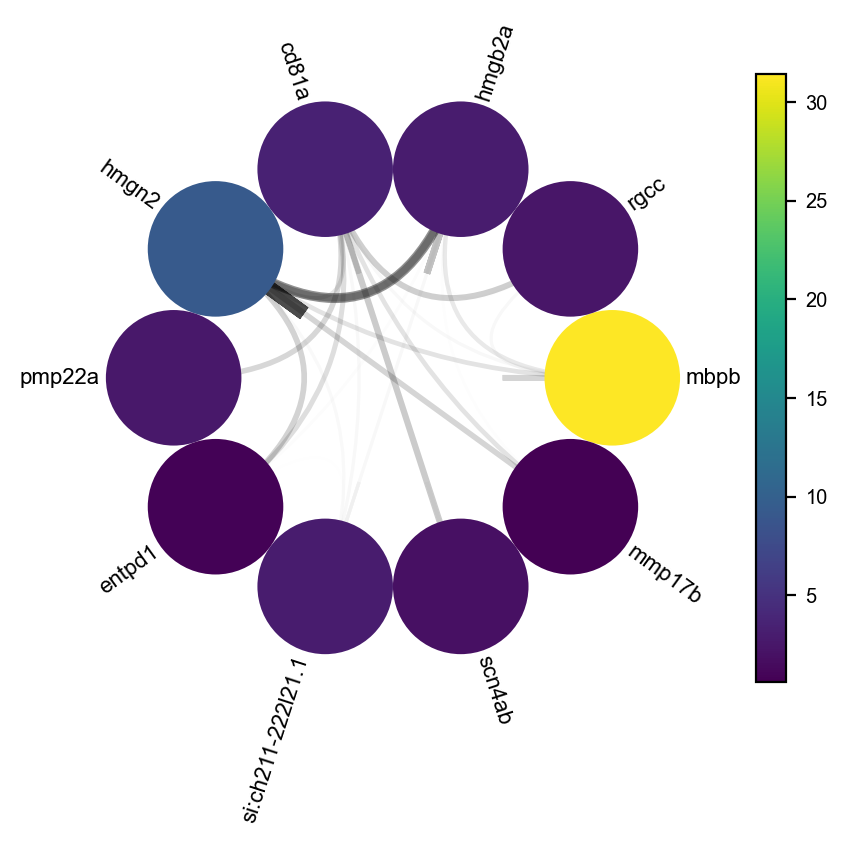 cd81a
hmgb2a
hmgn2
rgcc
pmp22a
mbpb
entpd1
mmp17b
si:ch211-222l21.1
scn4ab
30
25
20
15
10
5